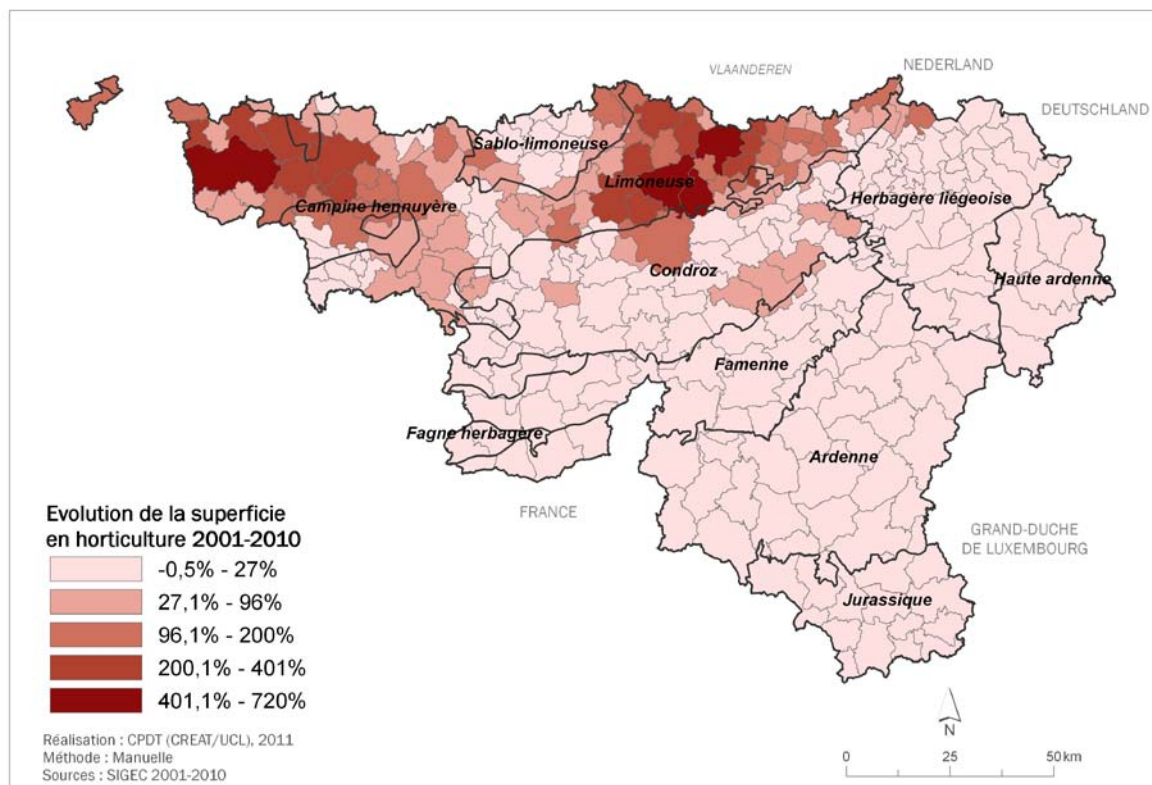 VLAANDEREN
NEDERLAND
DEUTSCHLAND
Sablo-limoneuse
Limoneuse
Herbagère liégeoise
Campine hennuyère
Condroz
Haute ardenne
Famenne
Fagne herbagère
Ardenne
FRANCE
GRAND-DUCHE
DE LUXEMBOURG
Jurassique
Evolution de la superficie
en horticulture 2001-2010
-0,5% - 27%
27,1% - 96%
96,1% - 200%
200,1% - 401%
401,1% - 720%
Réalisation : CPDT (CREAT/UCL), 2011
Méthode : Manuelle
Sources : SIGEC 2001-2010
N
0 25 50 km